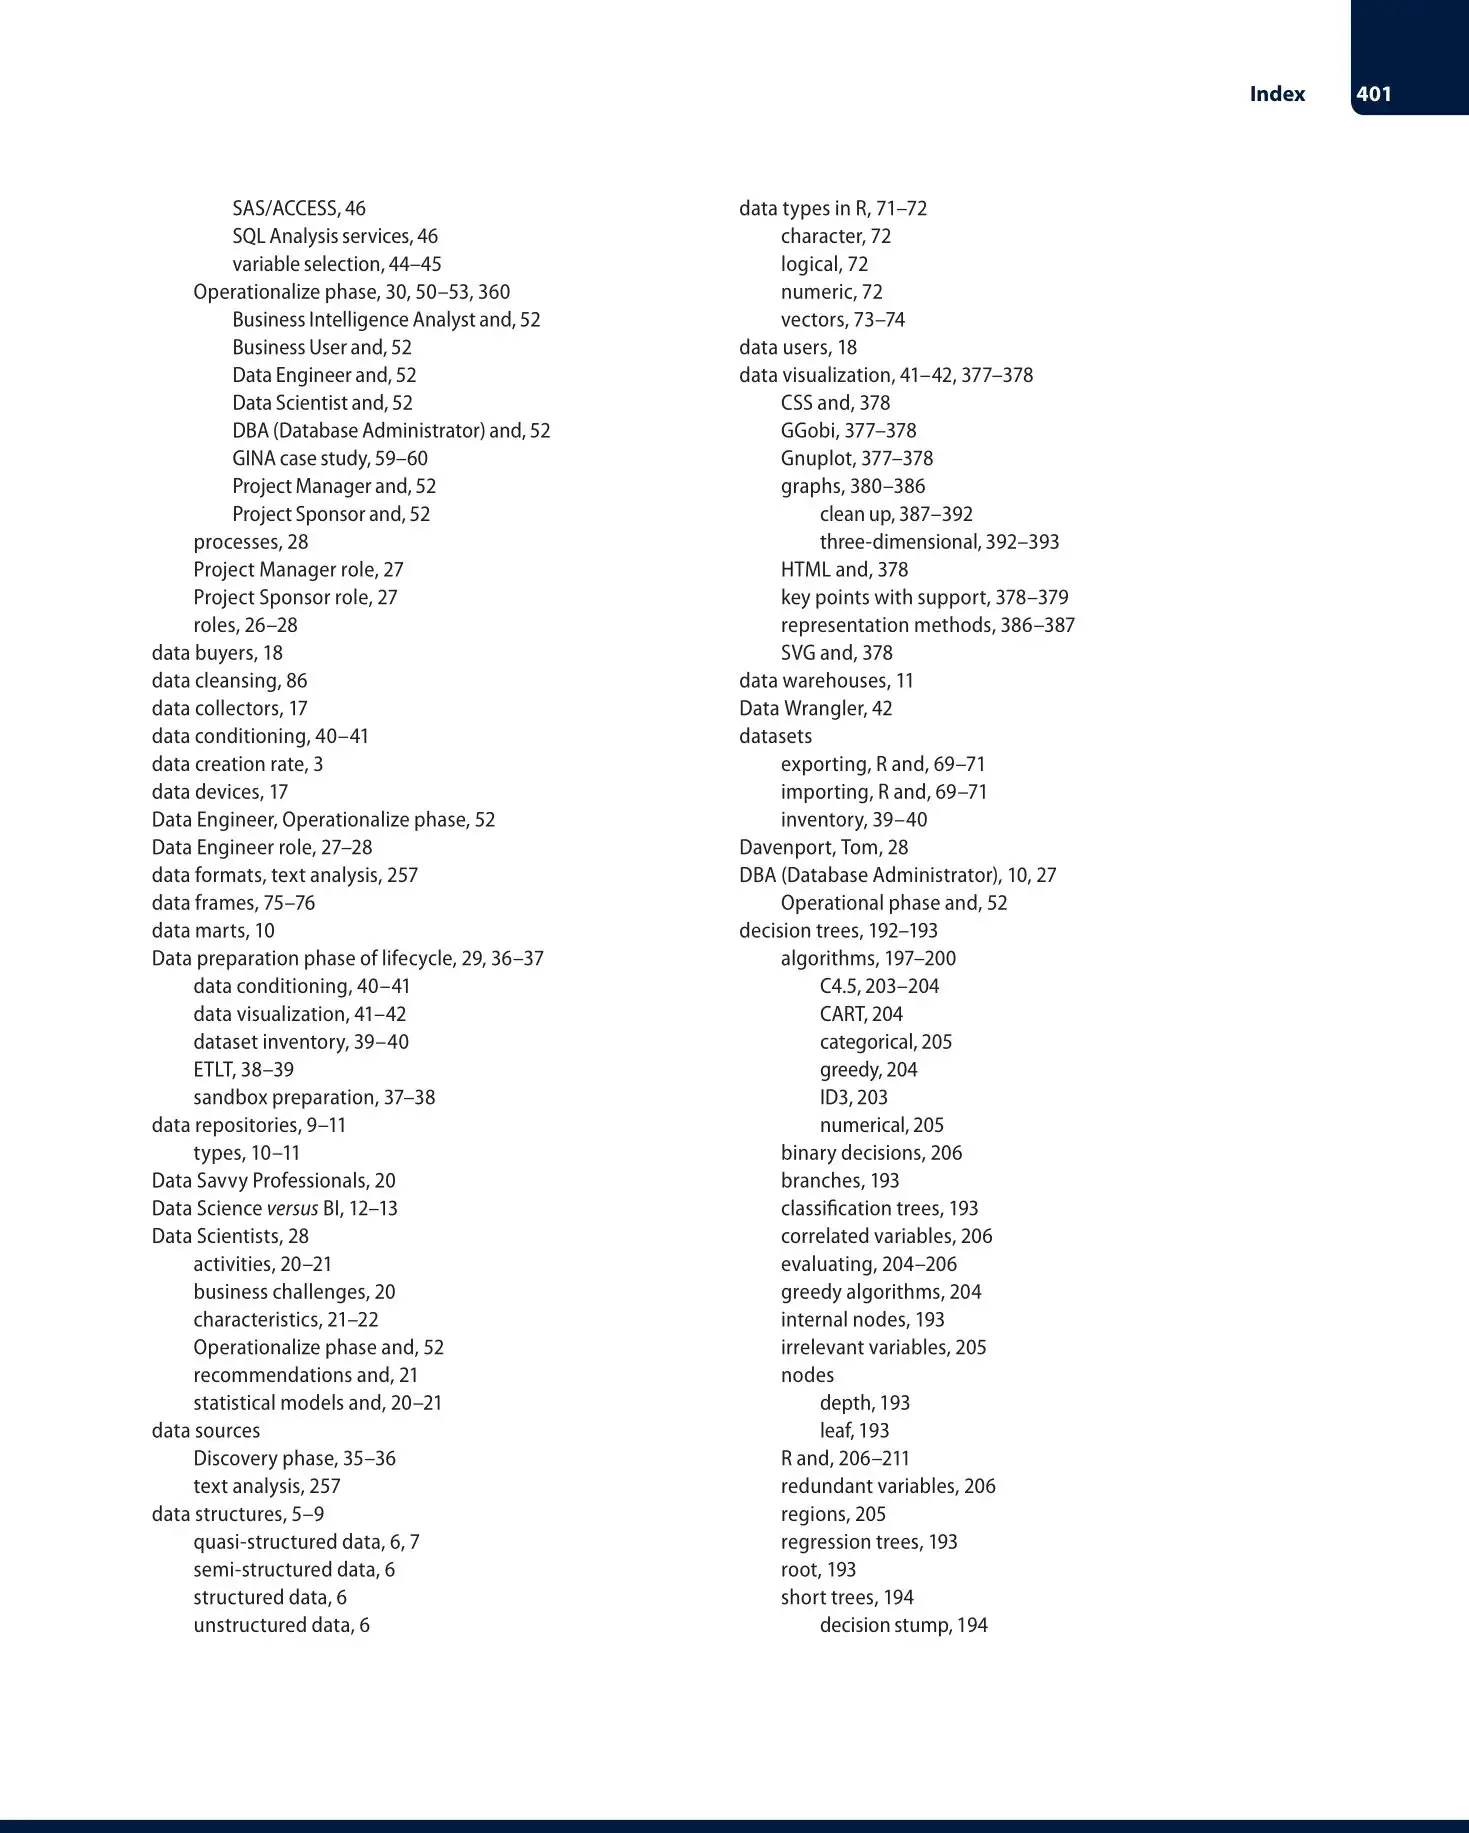 Index 401
SAS/ACCESS, 46
SQL Analysis services, 46
variable selection, 44–45
Operationalize phase, 30, 50–53, 360
Business Intelligence Analyst and, 52
Business User and, 52
Data Engineer and, 52
Data Scientist and, 52
DBA (Database Administrator) and, 52
GINA case study, 59–60
Project Manager and, 52
Project Sponsor and, 52
processes, 28
Project Manager role, 27
Project Sponsor role, 27
roles, 26–28
data buyers, 18
data cleansing, 86
data collectors, 17
data conditioning, 40–41
data creation rate, 3
data devices, 17
Data Engineer, Operationalize phase, 52
Data Engineer role, 27–28
data formats, text analysis, 257
data frames, 75–76
data marts, 10
Data preparation phase of lifecycle, 29, 36–37
data conditioning, 40–41
data visualization, 41–42
dataset inventory, 39–40
ETLT, 38–39
sandbox preparation, 37–38
data repositories, 9–11
types, 10–11
Data Savvy Professionals, 20
Data Science versus BI, 12–13
Data Scientists, 28
activities, 20–21
business challenges, 20
characteristics, 21–22
Operationalize phase and, 52
recommendations and, 21
statistical models and, 20–21
data sources
Discovery phase, 35–36
text analysis, 257
data structures, 5–9
quasi-structured data, 6, 7
semi-structured data, 6
structured data, 6
unstructured data, 6
data types in R, 71–72
character, 72
logical, 72
numeric, 72
vectors, 73–74
data users, 18
data visualization, 41–42, 377–378
CSS and, 378
GGobi, 377–378
Gnuplot, 377–378
graphs, 380–386
clean up, 387–392
three-dimensional, 392–393
HTML and, 378
key points with support, 378–379
representation methods, 386–387
SVG and, 378
data warehouses, 11
Data Wrangler, 42
datasets
exporting, R and, 69–71
importing, R and, 69–71
inventory, 39–40
Davenport, Tom, 28
DBA (Database Administrator), 10, 27
Operational phase and, 52
decision trees, 192–193
algorithms, 197–200
C4.5, 203–204
CART, 204
categorical, 205
greedy, 204
ID3, 203
numerical, 205
binary decisions, 206
branches, 193
classification trees, 193
correlated variables, 206
evaluating, 204–206
greedy algorithms, 204
internal nodes, 193
irrelevant variables, 205
nodes
depth, 193
leaf, 193
R and, 206–211
redundant variables, 206
regions, 205
regression trees, 193
root, 193
short trees, 194
decision stump, 194